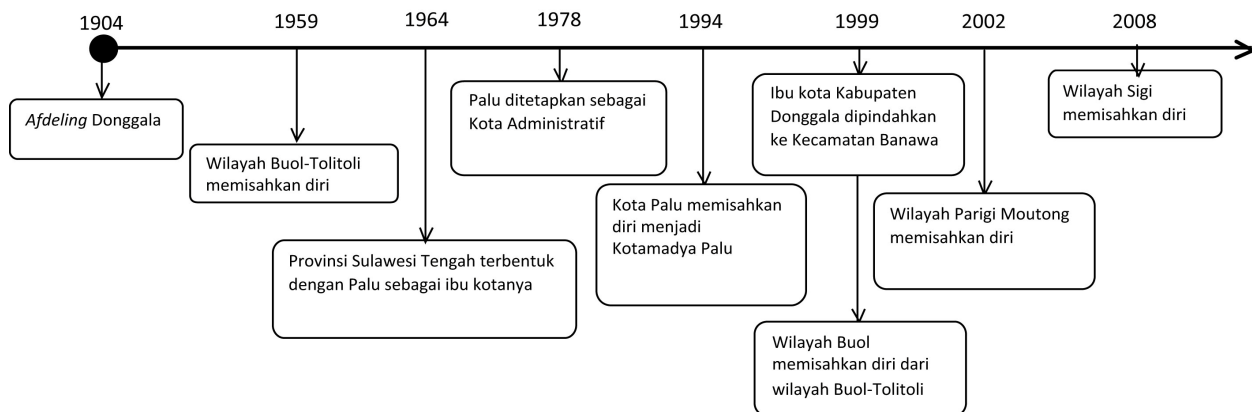 1904
1959
1964
1978
1994
1999
2002
2008
Afdeling Donggala
Wilayah Buol-Tolitoli
memisahkan diri
Provinsi Sulawesi Tengah terbentuk
dengan Palu sebagai ibu kotanya
Palu ditetapkan sebagai
Kota Administratif
Kota Palu memisahkan
diri menjadi
Kotamadya Palu
Ibu kota Kabupaten
Donggala dipindahkan
ke Kecamatan Banawa
Wilayah Buol
memisahkan diri dari
wilayah Buol-Tolitoli
Wilayah Parigi Moutong
memisahkan diri
Wilayah Sigi
memisahkan diri